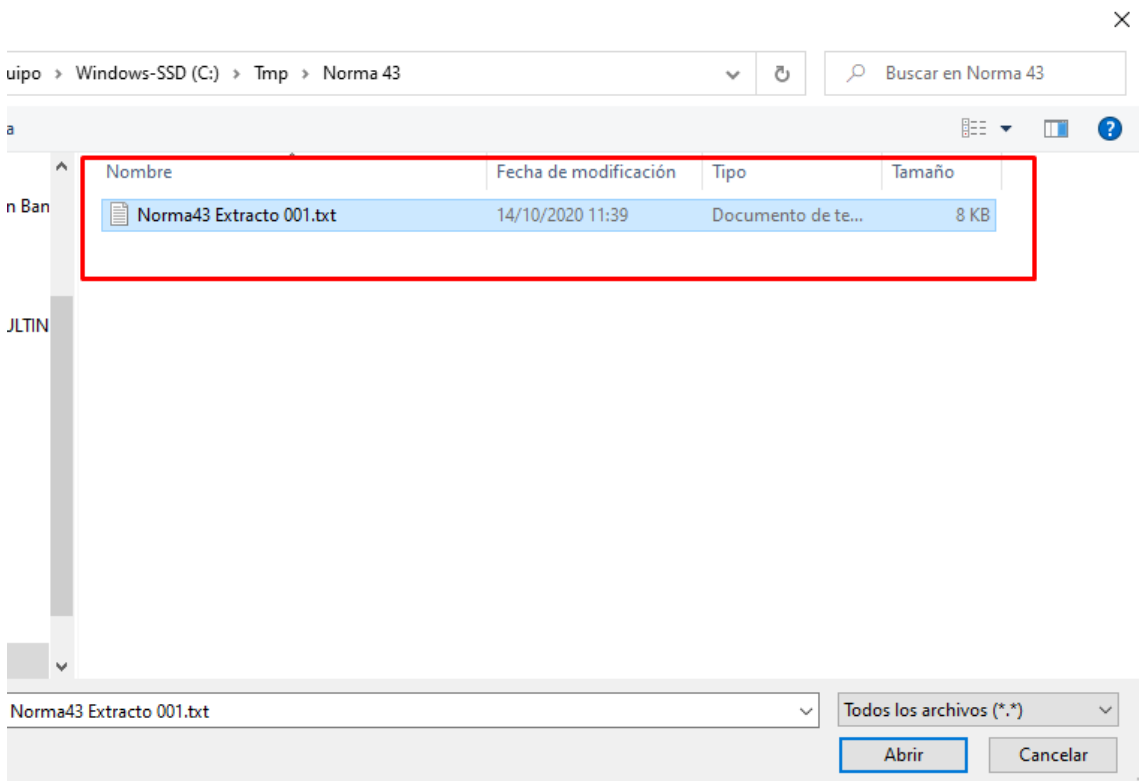 uipo > Windows-SSD (C:) > Tmp > Norma 43
Buscar en Norma 43
a
?
Nombre Fecha de modificación Tipo Tamaño
n Ban
Norma43 Extracto 001.txt 14/10/2020 11:39 Documento de te... 8 KB
ULTIN
Norma43 Extracto 001.txt
Todos los archivos (*.*)
Abrir Cancelar